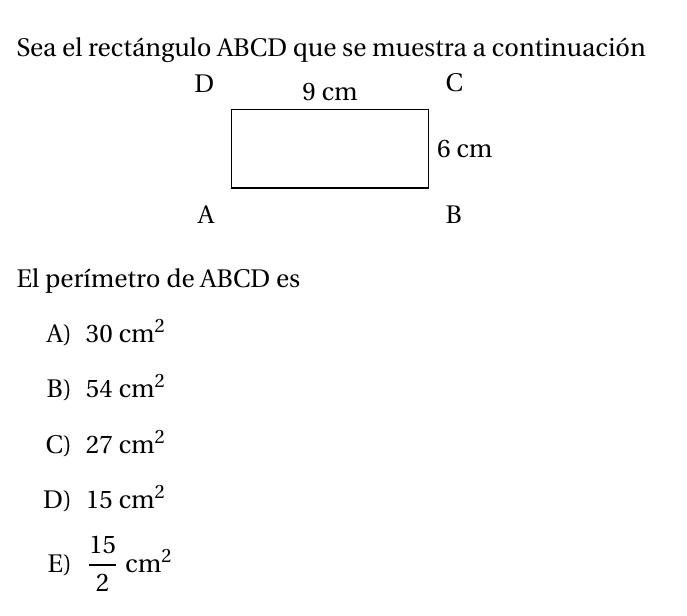 Sea el rectángulo ABCD que se muestra a continuación
D 9 cm C
6 cm
A B
El perímetro de ABCD es
A) 30 cm²
B) 54 cm²
C) 27 cm²
D) 15 cm²
E) 15/2 cm²